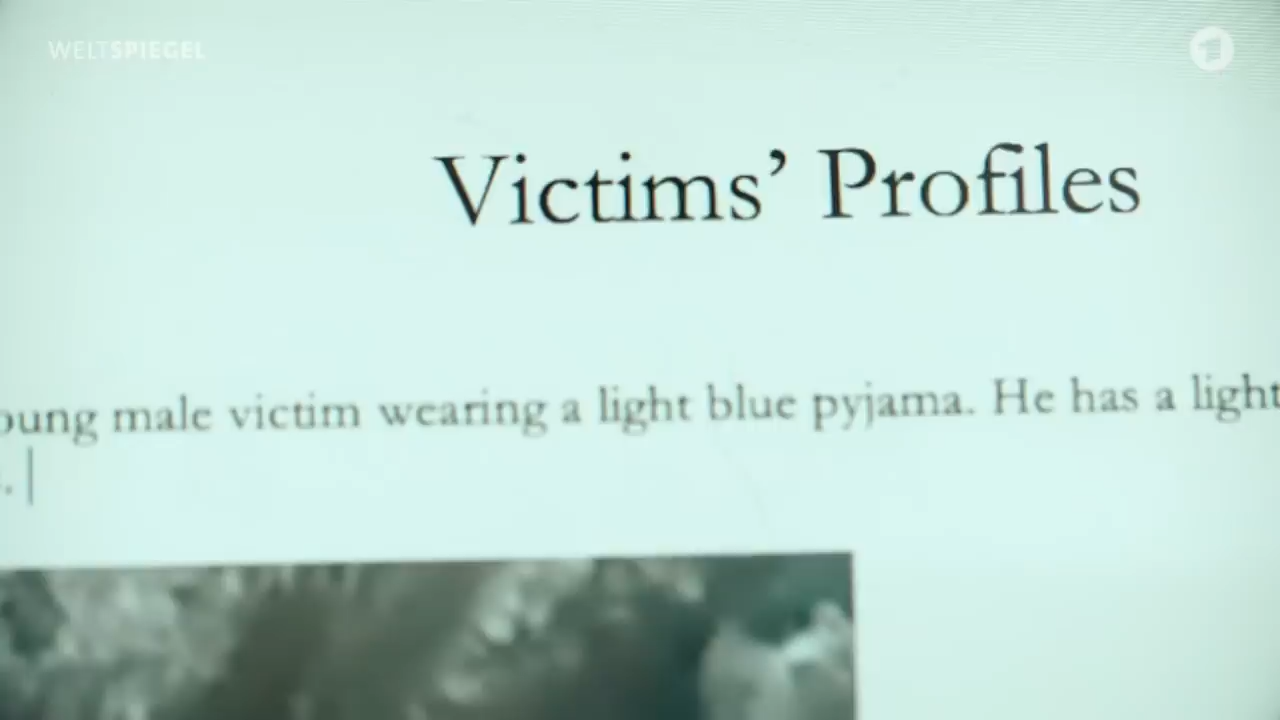 WELTSPIEGEL
Victims' Profiles
oung male victim wearing a light blue pyjama. He has a light